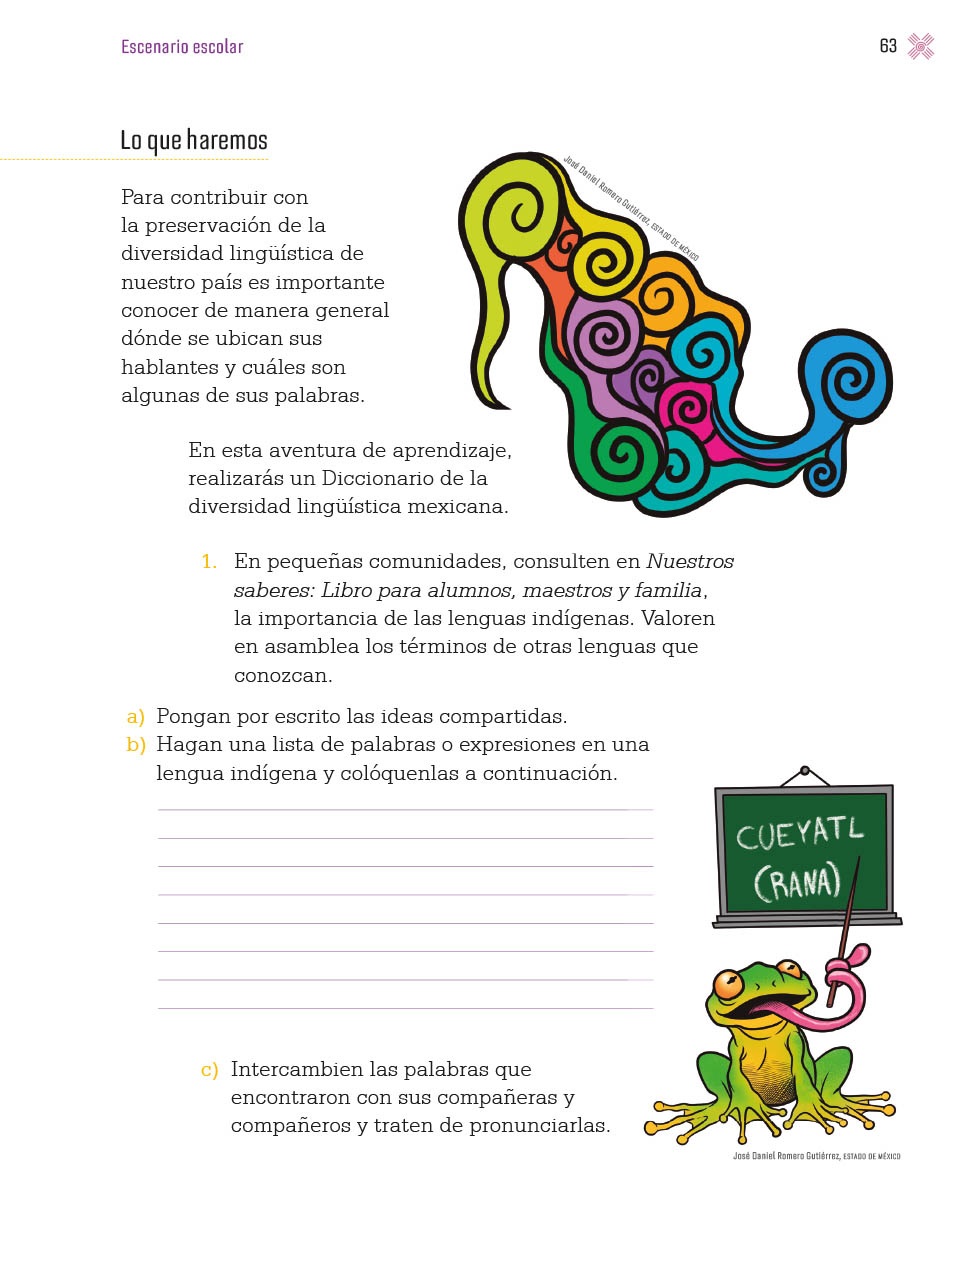 Escenario escolar
63
Lo que haremos
José Daniel Romero Gutiérrez, ESTADO DE MÉXICO
Para contribuir con
la preservación de la
diversidad lingüística de
nuestro país es importante
conocer de manera general
dónde se ubican sus
hablantes y cuáles son
algunas de sus palabras.
En esta aventura de aprendizaje,
realizarás un Diccionario de la
diversidad lingüística mexicana.
1. En pequeñas comunidades, consulten en Nuestros
saberes: Libro para alumnos, maestros y familia,
la importancia de las lenguas indígenas. Valoren
en asamblea los términos de otras lenguas que
conozcan.
a) Pongan por escrito las ideas compartidas.
b) Hagan una lista de palabras o expresiones en una
lengua indígena y colóquenlas a continuación.
CUEYATL
(RANA)
c) Intercambien las palabras que
encontraron con sus compañeras y
compañeros y traten de pronunciarlas.
José Daniel Romero Gutiérrez, ESTADO DE MÉXICO